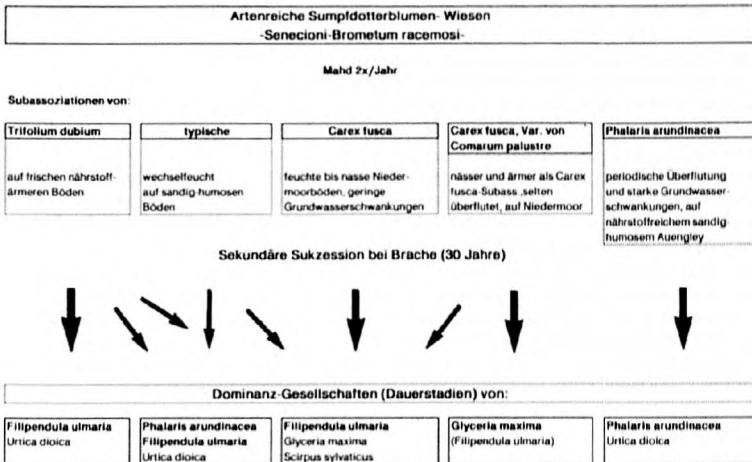 Artenreiche Sumpfdotterblumen- Wiesen
-Senecioni-Brometum racemosi-
Mahd 2x/Jahr
Subassoziationen von:
Trifolium dubium
auf frischen nährstoff-
ärmeren Böden
typische
wechselfeucht
auf sandig-humosen
Böden
Carex fusca
feuchte bis nasse Nieder-
moorböden, geringe
Grundwasserschwankungen
Carex fusca, Var. von
Comarum palustre
nässer und ärmer als Carex
fusca-Subass.,selten
überflutet, auf Niedermoor
Phalaris arundinacea
periodische Überflutung
und starke Grundwasser-
schwankungen, auf
nährstoffreichem sandig-
humosem Auengley
Sekundäre Sukzession bei Brache (30 Jahre)
Dominanz-Gesellschaften (Dauerstadien) von:
Filipendula ulmaria
Urtica dioica
Phalaris arundinacea
Filipendula ulmaria
Urtica dioica
Filipendula ulmaria
Glyceria maxima
Scirpus sylvaticus
Glyceria maxima
(Filipendula ulmaria)
Phalaris arundinacea
Urtica dioica